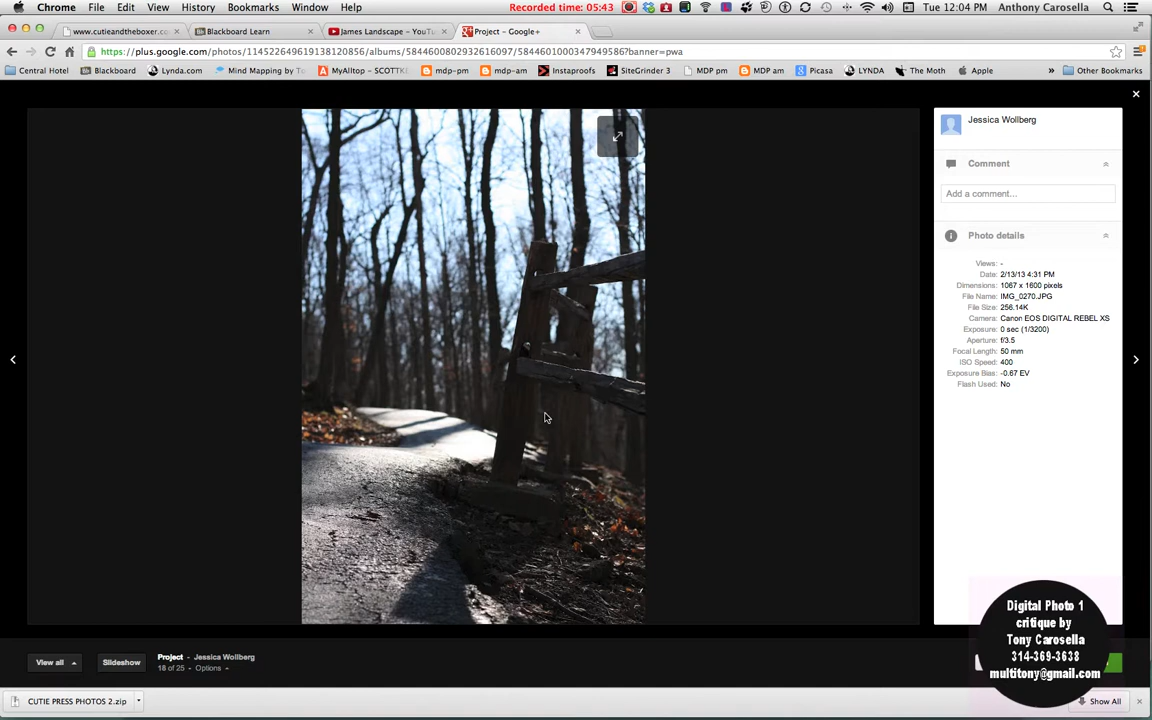 Chrome File Edit View History Bookmarks Window Help Recorded time: 05:43 Tue 12:04 PM Anthony Carosella
www.cutieandtheboxer.co Blackboard Learn James Landscape - YouT Project - Google+
https://plus.google.com/photos/114522649619138120856/albums/5844600802932616097/5844601000347949586?banner=pwa
Central Hotel Blackboard Lynda.com Mind Mapping by To MyAlltop - SCOTTK mdp-pm mdp-am Instaproofs SiteGrinder 3 MDP pm MDP am Picasa LYNDA The Moth Apple » Other Bookmarks
Jessica Wollberg
Comment
Add a comment...
Photo details
Views: -
Date: 2/13/13 4:31 PM
Dimensions: 1067 x 1600 pixels
File Name: IMG_0270.JPG
File Size: 256.14K
Camera: Canon EOS DIGITAL REBEL XS
Exposure: 0 sec (1/3200)
Aperture: f/3.5
Focal Length: 50 mm
ISO Speed: 400
Exposure Bias: -0.67 EV
Flash Used: No
Digital Photo 1
critique by
Tony Carosella
314-369-3638
multitony@gmail.com
View all Slideshow Project - Jessica Wollberg
18 of 25 - Options
CUTIE PRESS PHOTOS 2.zip Show All